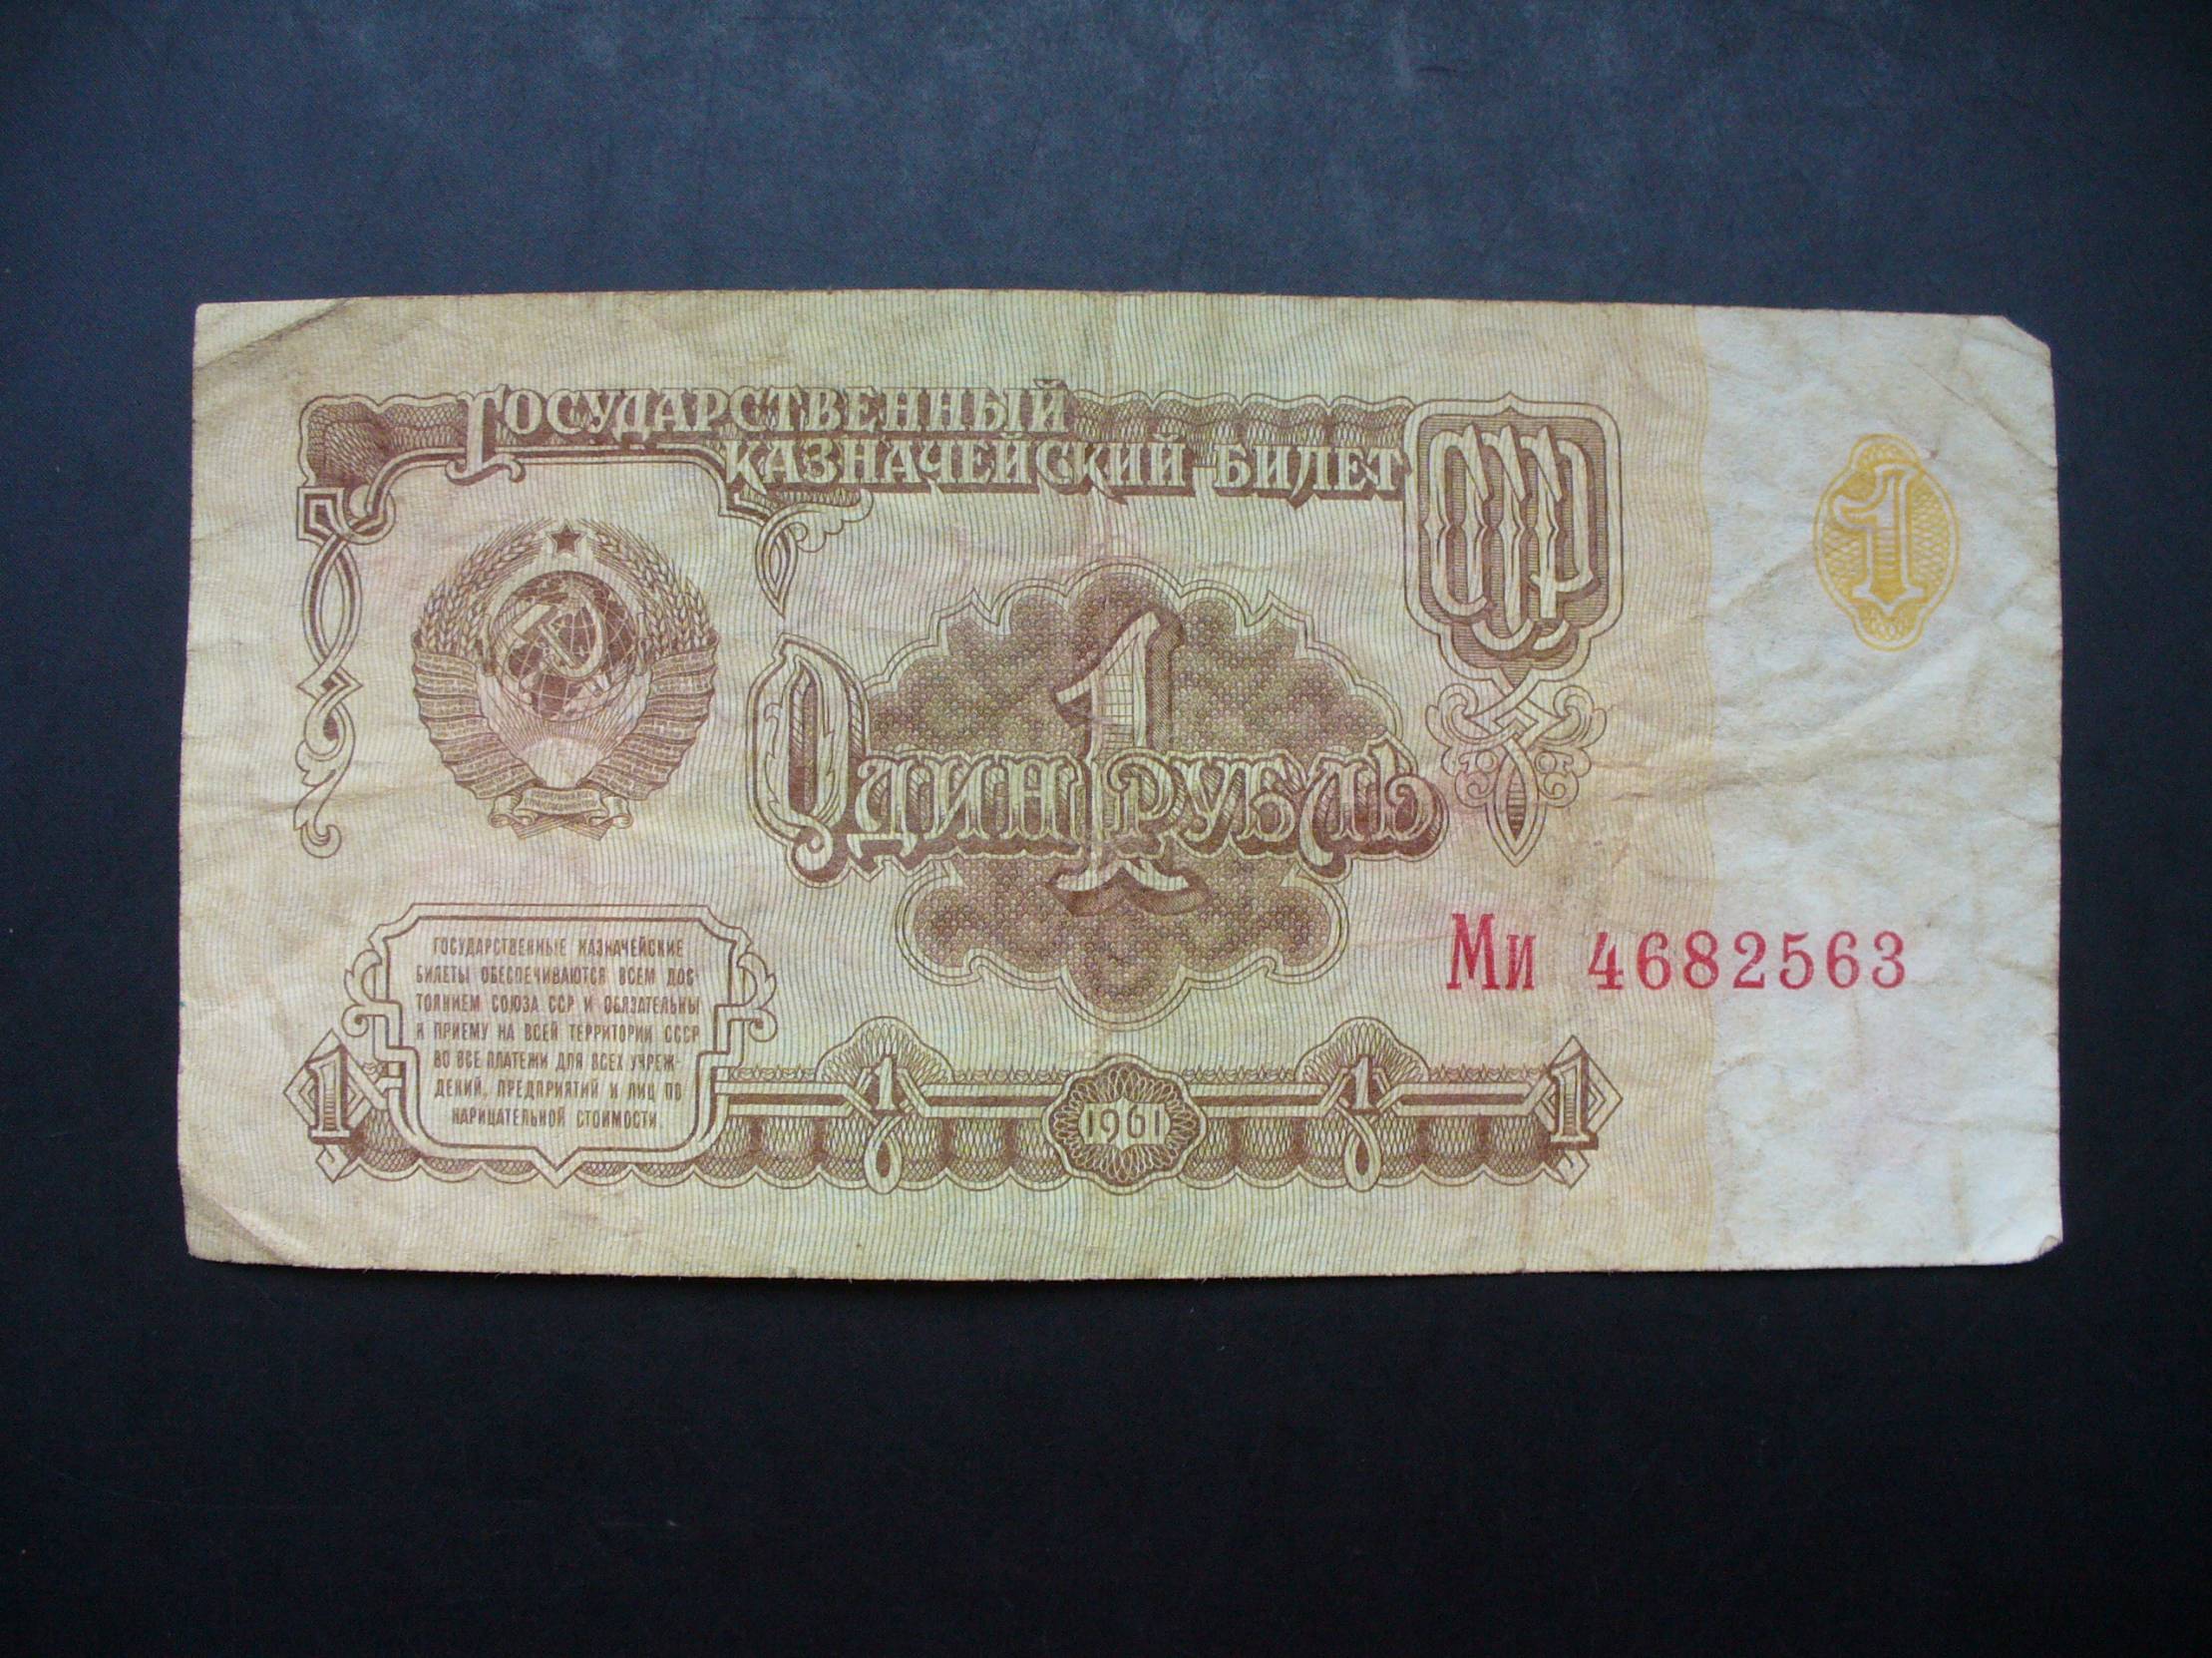 Государственный
казначейский билет
СССР
1
1
Один рубль
Ми 4682563
ГОСУДАРСТВЕННЫЕ КАЗНАЧЕЙСКИЕ
БИЛЕТЫ ОБЕСПЕЧИВАЮТСЯ ВСЕМ ДОС-
ТОЯНИЕМ СОЮЗА ССР И ОБЯЗАТЕЛЬНЫ
К ПРИЕМУ НА ВСЕЙ ТЕРРИТОРИИ СССР
ВО ВСЕ ПЛАТЕЖИ ДЛЯ ВСЕХ УЧРЕЖ-
ДЕНИЙ, ПРЕДПРИЯТИЙ И ЛИЦ ПО
НАРИЦАТЕЛЬНОЙ СТОИМОСТИ.
1 1 1961 1 1